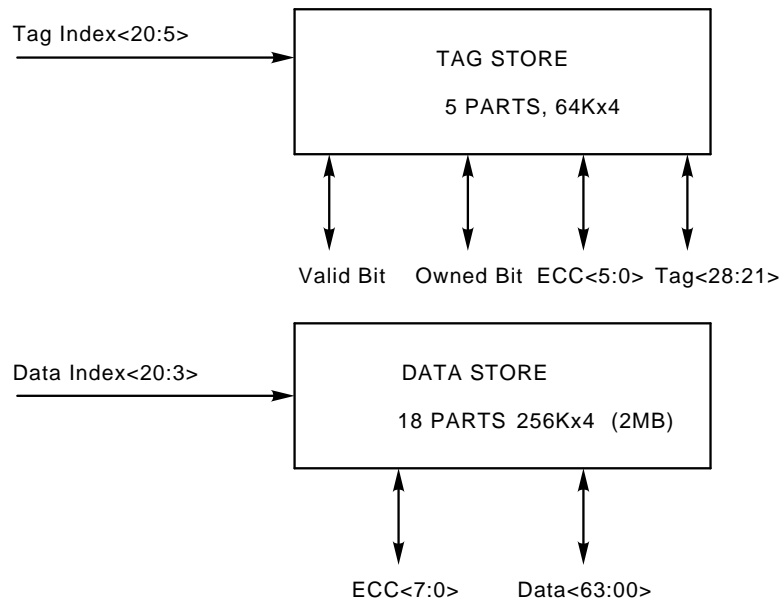 Tag Index<20:5>
TAG STORE
5 PARTS, 64Kx4
Valid Bit Owned Bit ECC<5:0> Tag<28:21>
Data Index<20:3>
DATA STORE
18 PARTS 256Kx4 (2MB)
ECC<7:0> Data<63:00>